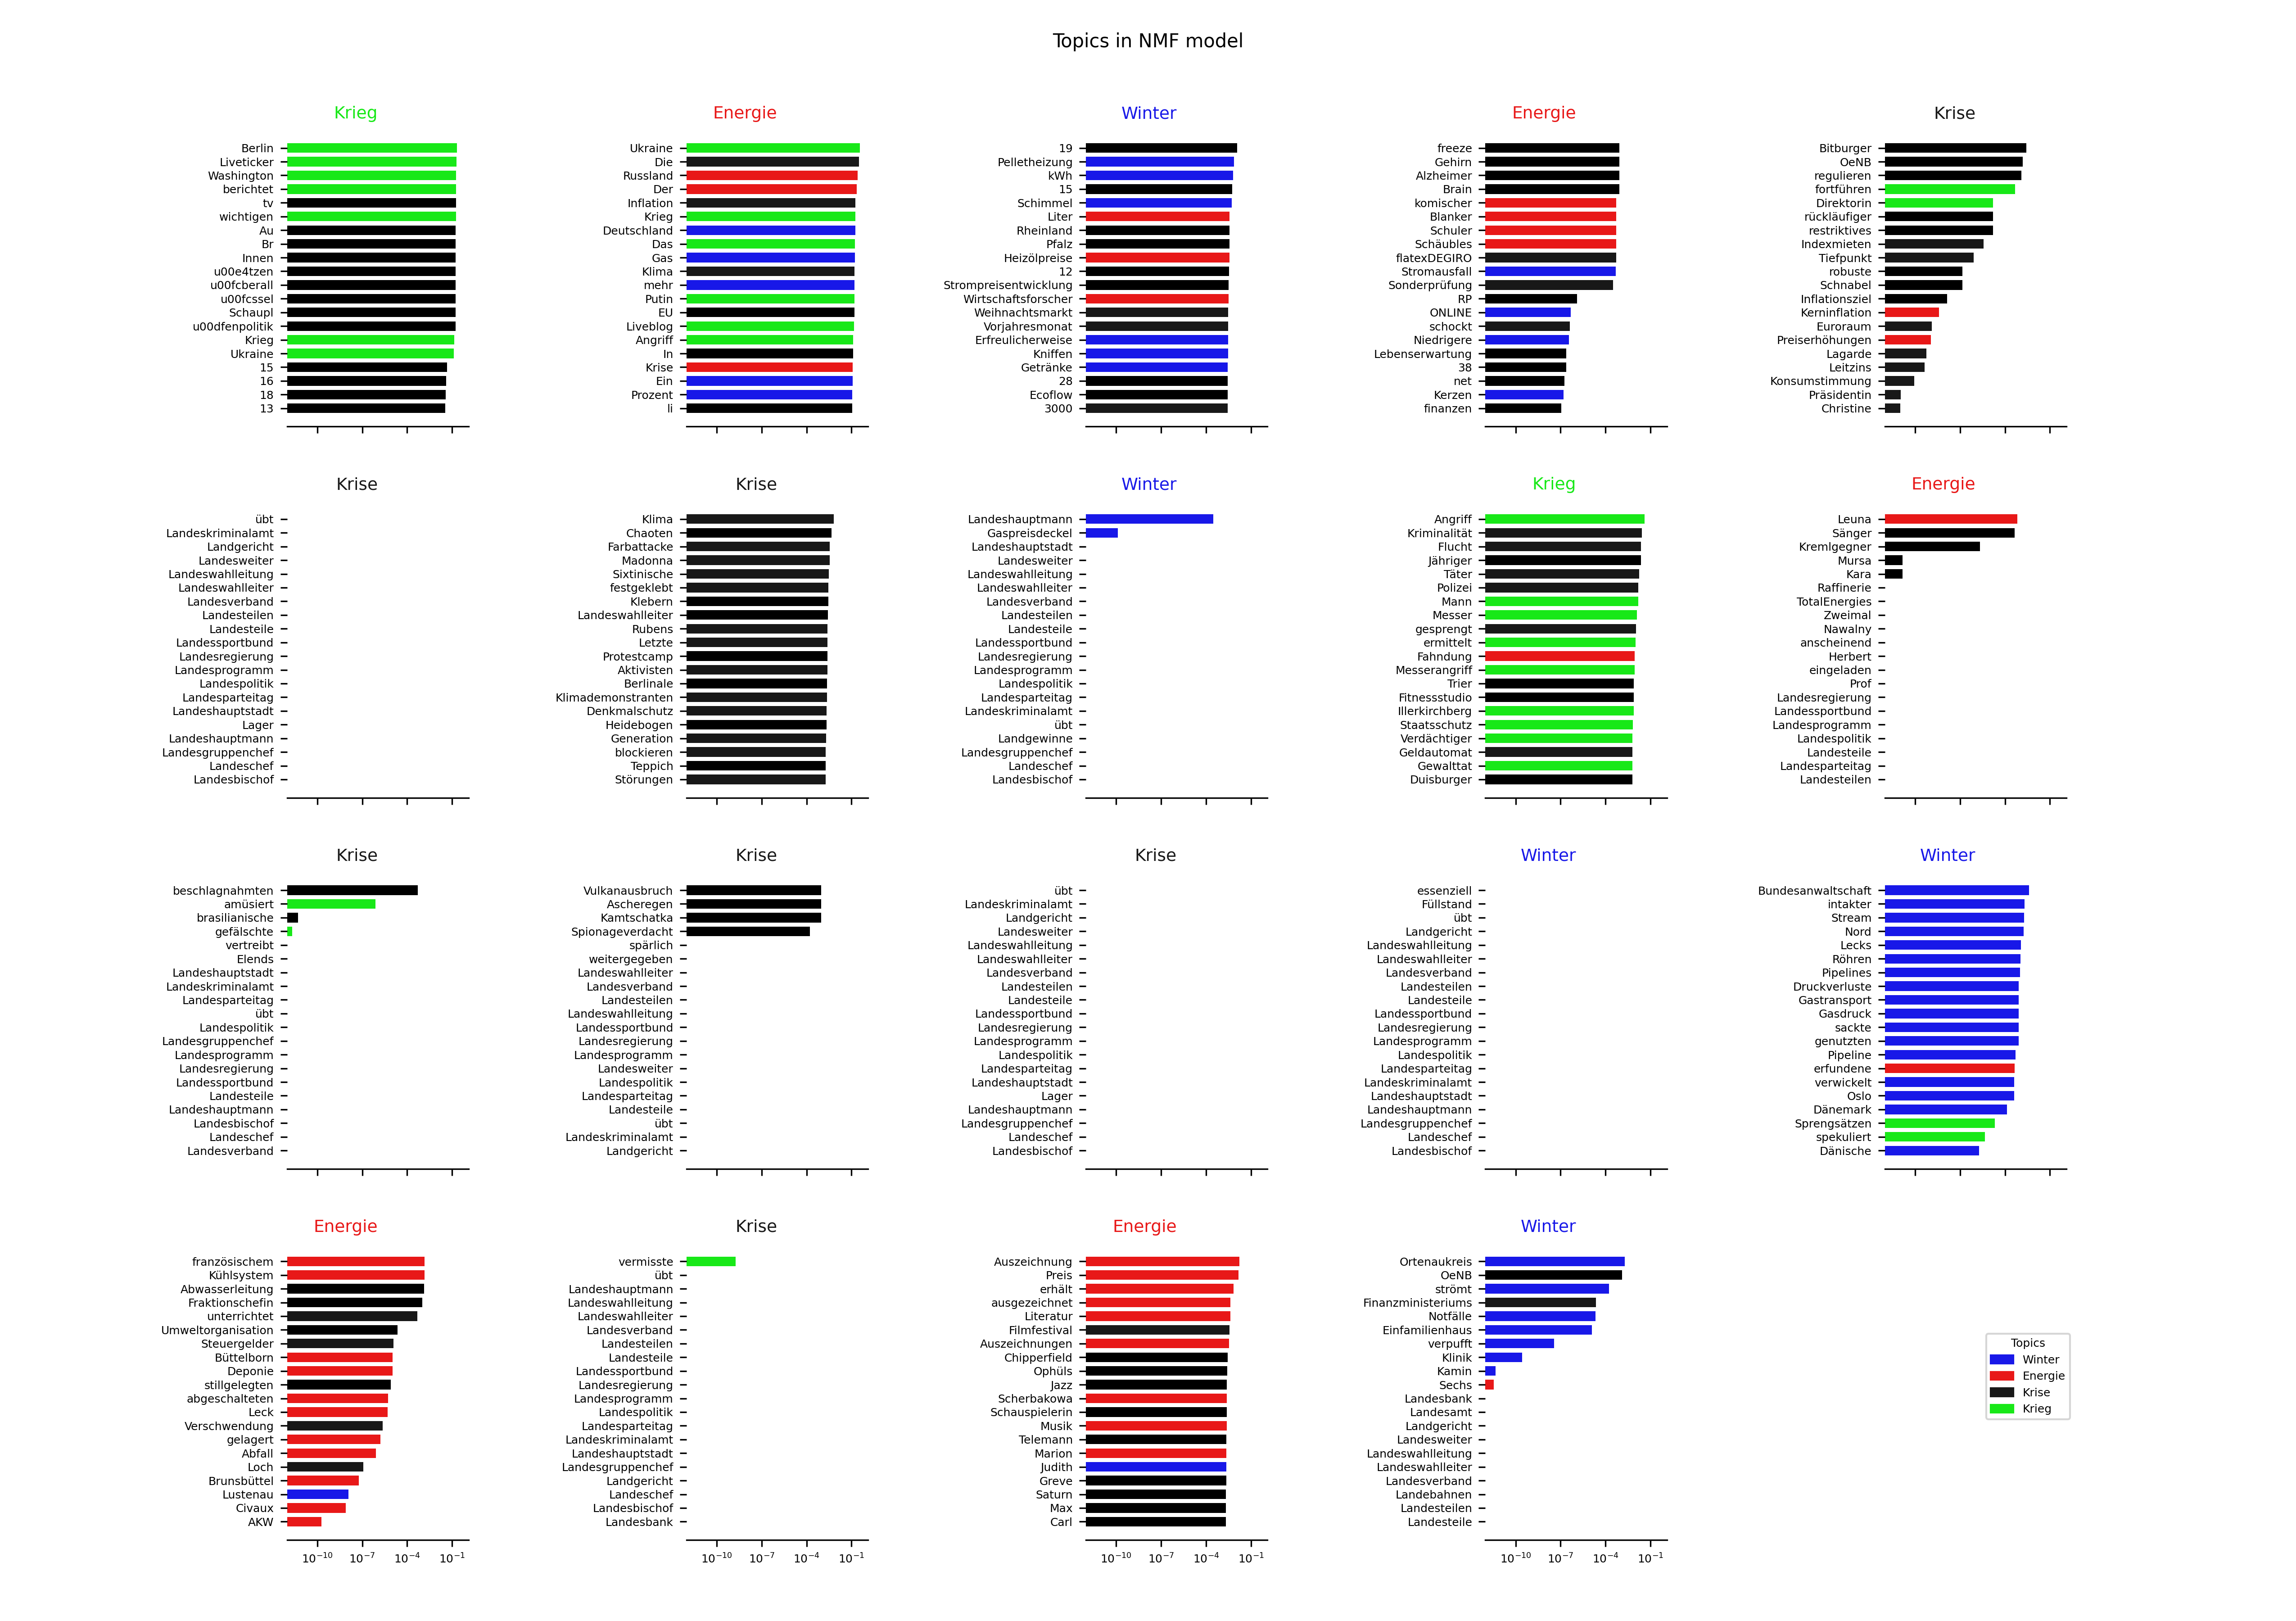 Topics in NMF model
Krieg
Berlin
Liveticker
Washington
berichtet
tv
wichtigen
Au
Br
Innen
u00e4tzen
u00fcberall
u00fcssel
Schaupl
u00dfenpolitik
Krieg
Ukraine
15
16
18
13
Energie
Ukraine
Die
Russland
Der
Inflation
Krieg
Deutschland
Das
Gas
Klima
mehr
Putin
EU
Liveblog
Angriff
In
Krise
Ein
Prozent
li
Winter
19
Pelletheizung
kWh
15
Schimmel
Liter
Rheinland
Pfalz
Heizölpreise
12
Strompreisentwicklung
Wirtschaftsforscher
Weihnachtsmarkt
Vorjahresmonat
Erfreulicherweise
Kniffen
Getränke
28
Ecoflow
3000
Energie
freeze
Gehirn
Alzheimer
Brain
komischer
Blanker
Schuler
Schäubles
flatexDEGIRO
Stromausfall
Sonderprüfung
RP
ONLINE
schockt
Niedrigere
Lebenserwartung
38
net
Kerzen
finanzen
Krise
Bitburger
OeNB
regulieren
fortführen
Direktorin
rückläufiger
restriktives
Indexmieten
Tiefpunkt
robuste
Schnabel
Inflationsziel
Kerninflation
Euroraum
Preiserhöhungen
Lagarde
Leitzins
Konsumstimmung
Präsidentin
Christine
Krise
übt
Landeskriminalamt
Landgericht
Landesweiter
Landeswahlleitung
Landeswahlleiter
Landesverband
Landesteilen
Landesteile
Landessportbund
Landesregierung
Landesprogramm
Landespolitik
Landesparteitag
Landeshauptstadt
Lager
Landeshauptmann
Landesgruppenchef
Landeschef
Landesbischof
Krise
Klima
Chaoten
Farbattacke
Madonna
Sixtinische
festgeklebt
Klebern
Landeswahlleiter
Rubens
Letzte
Protestcamp
Aktivisten
Berlinale
Klimademonstranten
Denkmalschutz
Heidebogen
Generation
blockieren
Teppich
Störungen
Winter
Landeshauptmann
Gaspreisdeckel
Landeshauptstadt
Landesweiter
Landeswahlleitung
Landeswahlleiter
Landesverband
Landesteilen
Landesteile
Landessportbund
Landesregierung
Landesprogramm
Landespolitik
Landesparteitag
Landeskriminalamt
übt
Landgewinne
Landesgruppenchef
Landeschef
Landesbischof
Krieg
Angriff
Kriminalität
Flucht
Jähriger
Täter
Polizei
Mann
Messer
gesprengt
ermittelt
Fahndung
Messerangriff
Trier
Fitnessstudio
Illerkirchberg
Staatsschutz
Verdächtiger
Geldautomat
Gewalttat
Duisburger
Energie
Leuna
Sänger
Kremlgegner
Mursa
Kara
Raffinerie
TotalEnergies
Zweimal
Nawalny
anscheinend
Herbert
eingeladen
Prof
Landesregierung
Landessportbund
Landesprogramm
Landespolitik
Landesteile
Landesparteitag
Landesteilen
Krise
beschlagnahmten
amüsiert
brasilianische
gefälschte
vertreibt
Elends
Landeshauptstadt
Landeskriminalamt
Landesparteitag
übt
Landespolitik
Landesgruppenchef
Landesprogramm
Landesregierung
Landessportbund
Landesteile
Landeshauptmann
Landesbischof
Landeschef
Landesverband
Krise
Vulkanausbruch
Ascheregen
Kamtschatka
Spionageverdacht
spärlich
weitergegeben
Landeswahlleiter
Landesverband
Landesteilen
Landeswahlleitung
Landessportbund
Landesregierung
Landesprogramm
Landesweiter
Landespolitik
Landesparteitag
Landesteile
übt
Landeskriminalamt
Landgericht
Krise
übt
Landeskriminalamt
Landgericht
Landesweiter
Landeswahlleitung
Landeswahlleiter
Landesverband
Landesteilen
Landesteile
Landessportbund
Landesregierung
Landesprogramm
Landespolitik
Landesparteitag
Landeshauptstadt
Lager
Landeshauptmann
Landesgruppenchef
Landeschef
Landesbischof
Winter
essenziell
Füllstand
übt
Landgericht
Landeswahlleitung
Landeswahlleiter
Landesverband
Landesteilen
Landesteile
Landessportbund
Landesregierung
Landesprogramm
Landespolitik
Landesparteitag
Landeskriminalamt
Landeshauptstadt
Landeshauptmann
Landesgruppenchef
Landeschef
Landesbischof
Winter
Bundesanwaltschaft
intakter
Stream
Nord
Lecks
Röhren
Pipelines
Druckverluste
Gastransport
Gasdruck
sackte
genutzten
Pipeline
erfundene
verwickelt
Oslo
Dänemark
Sprengsätzen
spekuliert
Dänische
Energie
französischem
Kühlsystem
Abwasserleitung
Fraktionschefin
unterrichtet
Umweltorganisation
Steuergelder
Büttelborn
Deponie
stillgelegten
abgeschalteten
Leck
Verschwendung
gelagert
Abfall
Loch
Brunsbüttel
Lustenau
Civaux
AKW
10⁻¹⁰ 10⁻⁷ 10⁻⁴ 10⁻¹
Krise
vermisste
übt
Landeshauptmann
Landeswahlleitung
Landeswahlleiter
Landesverband
Landesteilen
Landesteile
Landessportbund
Landesregierung
Landesprogramm
Landespolitik
Landesparteitag
Landeskriminalamt
Landeshauptstadt
Landesgruppenchef
Landgericht
Landeschef
Landesbischof
Landesbank
10⁻¹⁰ 10⁻⁷ 10⁻⁴ 10⁻¹
Energie
Auszeichnung
Preis
erhält
ausgezeichnet
Literatur
Filmfestival
Auszeichnungen
Chipperfield
Ophüls
Jazz
Scherbakowa
Schauspielerin
Musik
Telemann
Marion
Judith
Greve
Saturn
Max
Carl
10⁻¹⁰ 10⁻⁷ 10⁻⁴ 10⁻¹
Winter
Ortenaukreis
OeNB
strömt
Finanzministeriums
Notfälle
Einfamilienhaus
verpufft
Klinik
Kamin
Sechs
Landesbank
Landesamt
Landgericht
Landesweiter
Landeswahlleitung
Landeswahlleiter
Landesverband
Landebahnen
Landesteilen
Landesteile
10⁻¹⁰ 10⁻⁷ 10⁻⁴ 10⁻¹
Topics
Winter
Energie
Krise
Krieg